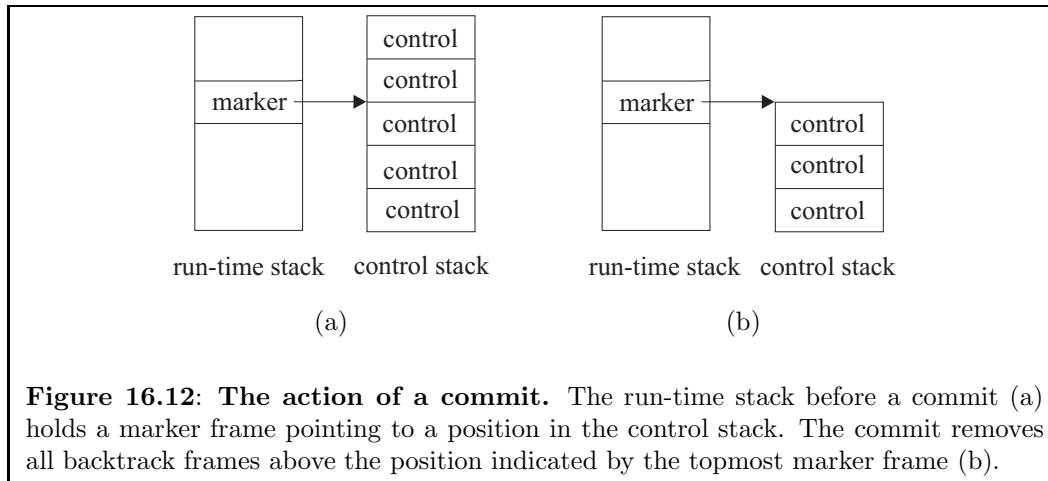 control
control
marker
control
control
control
run-time stack
control stack
(a)
marker
control
control
control
run-time stack
control stack
(b)
Figure 16.12: The action of a commit. The run-time stack before a commit (a)
holds a marker frame pointing to a position in the control stack. The commit removes
all backtrack frames above the position indicated by the topmost marker frame (b).